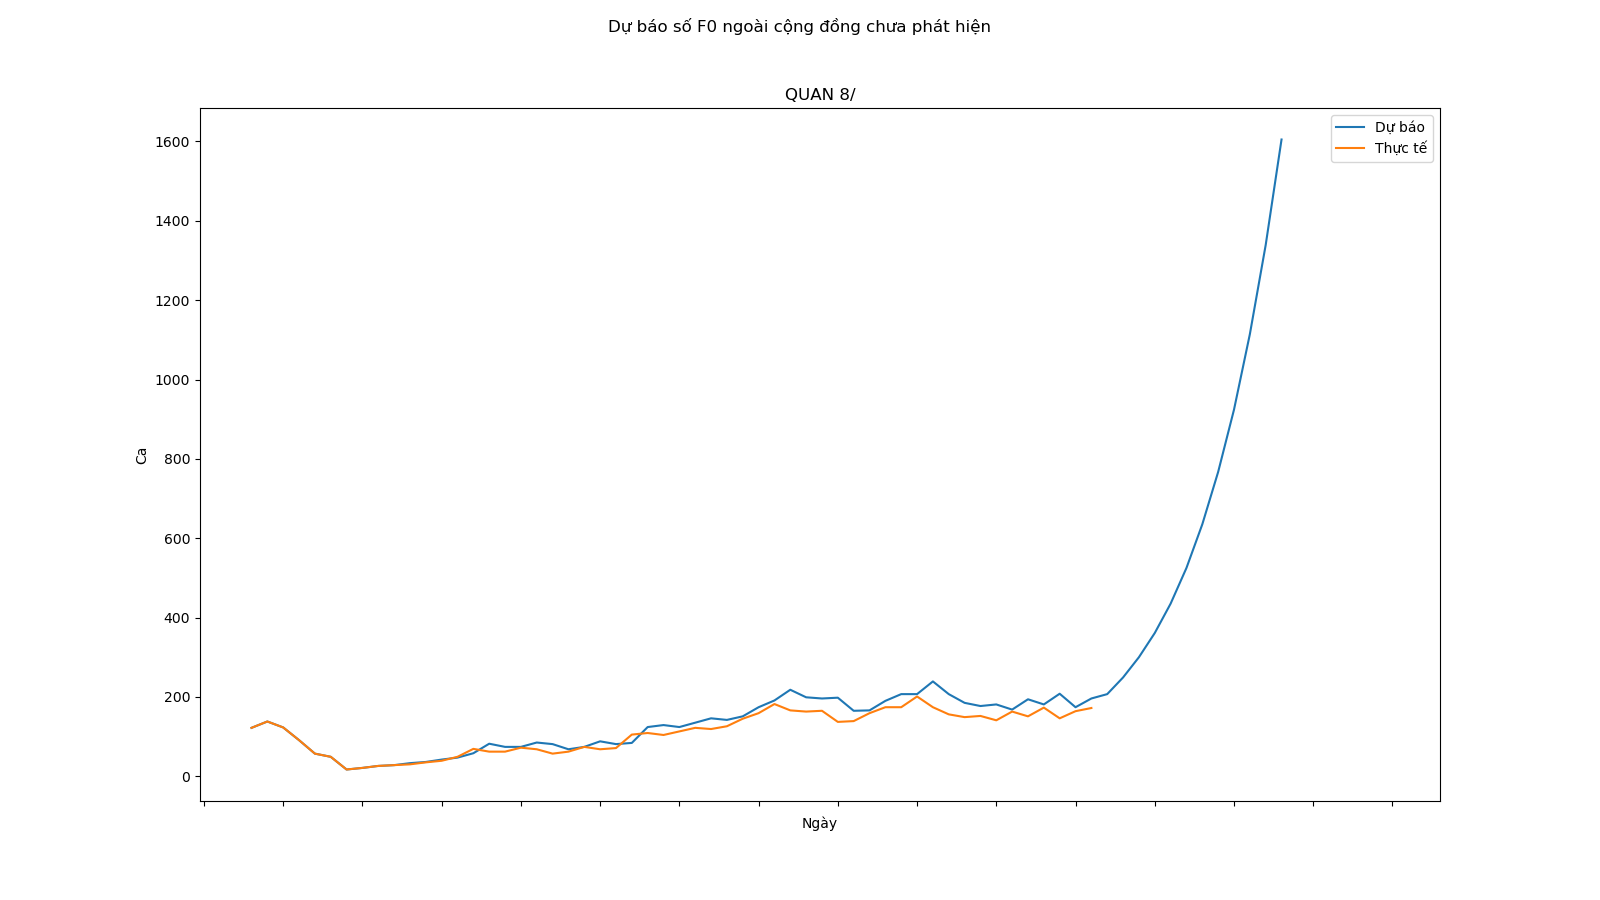 Dự báo số F0 ngoài cộng đồng chưa phát hiện
QUAN 8/
Dự báo
Thực tế
1600
1400
1200
1000
800
600
400
200
0
Ca
Ngày